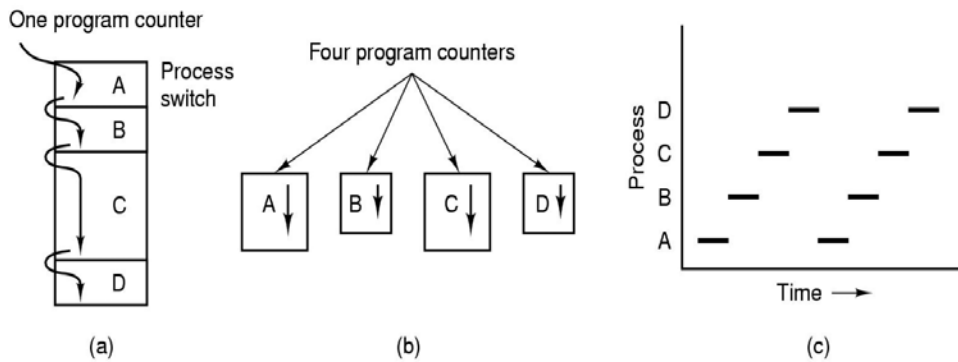 One program counter
Process
switch
A
B
C
D
(a)
Four program counters
A
B
C
D
(b)
Process
D
C
B
A
Time
(c)